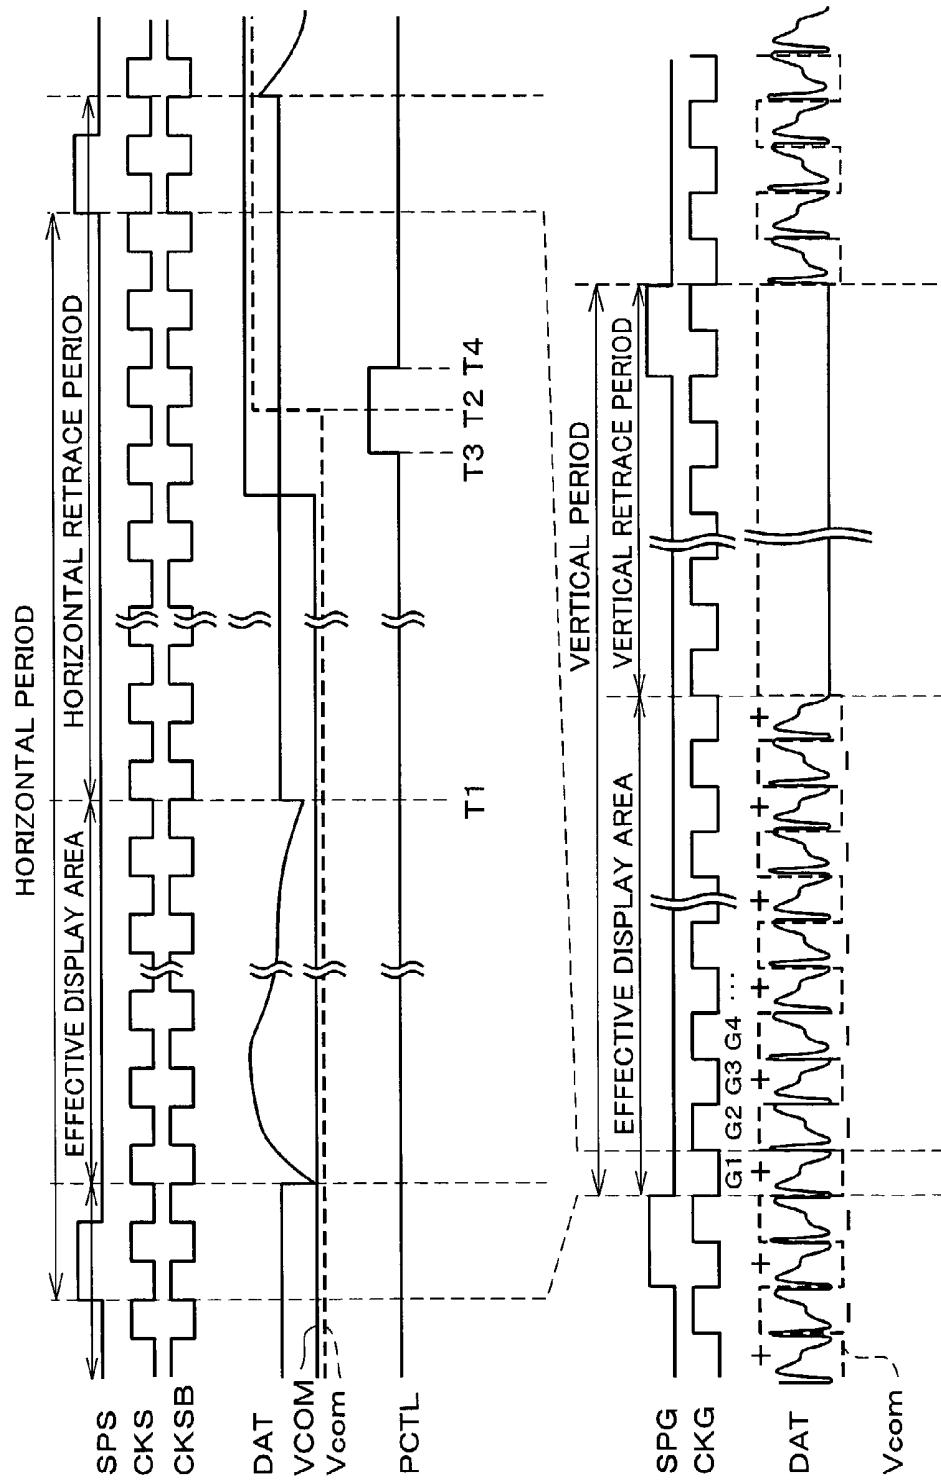 HORIZONTAL PERIOD
EFFECTIVE DISPLAY AREA
HORIZONTAL RETRACE PERIOD
SPS
CKS
CKSB
DAT
VCOM
Vcom
PCTL
T1
T3 T2 T4
VERTICAL PERIOD
EFFECTIVE DISPLAY AREA
VERTICAL RETRACE PERIOD
SPG
CKG
G1 G2 G3 G4 ...
+ + + + + + + +
DAT
Vcom